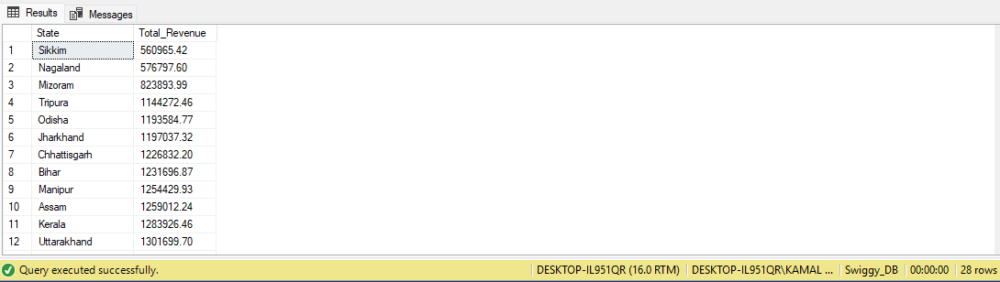 Results Messages
State Total_Revenue
1 Sikkim 560965.42
2 Nagaland 576797.60
3 Mizoram 823893.99
4 Tripura 1144272.46
5 Odisha 1193584.77
6 Jharkhand 1197037.32
7 Chhattisgarh 1226832.20
8 Bihar 1231696.87
9 Manipur 1254429.93
10 Assam 1259012.24
11 Kerala 1283926.46
12 Uttarakhand 1301699.70
Query executed successfully. DESKTOP-IL951QR (16.0 RTM) DESKTOP-IL951QR\KAMAL ... Swiggy_DB 00:00:00 28 rows